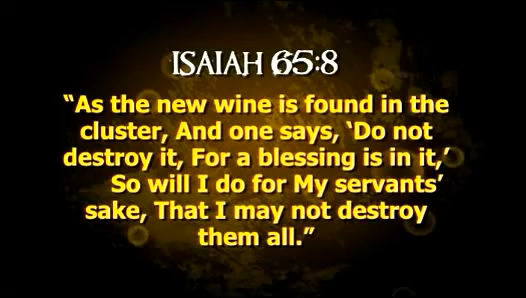 ISAIAH 65:8
“As the new wine is found in the
cluster, And one says, ‘Do not
destroy it, For a blessing is in it,’
So will I do for My servants’
sake, That I may not destroy
them all.”